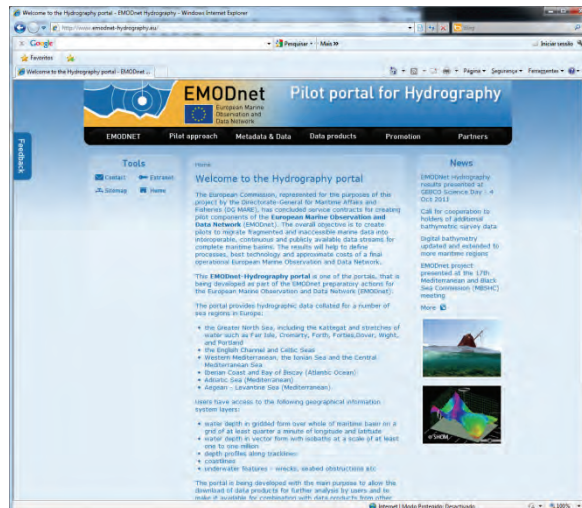 Welcome to the Hydrography portal - EMODnet Hydrography - Windows Internet Explorer
http://www.emodnet-hydrography.eu/
Google
Pesquisar
Mais >>
Iniciar sessão
Favorites
Welcome to the Hydrography portal - EMODnet ...
Página
Segurança
Ferramentas
EMODnet
European Marine
Observation and
Data Network
Pilot portal for Hydrography
EMODNET
Pilot approach
Metadata & Data
Data products
Promotion
Partners
Feedback
Tools
Contact
Extranet
Sitemap
Home
Home
Welcome to the Hydrography portal
The European Commission, represented for the purposes of the
project by the Directorate-General for Maritime Affairs and
Fisheries (DG MARE), has concluded service contracts for creating
pilot components of the European Marine Observation and
Data Network (EMODnet). The overall objective is to create
pilots to migrate fragmented and inaccessible marine data into
interoperable, continuous and publicly available data streams for
complete maritime basins. The results will help to define
processes, best technology and approximate costs of a final
operational European Marine Observation and Data Network.
This EMODnet-Hydrography portal is one of the portals, that is
being developed as part of the EMODnet preparatory actions for
the European Marine Observation and Data Network (EMODnet).
The portal provides hydrographic data collated for a number of
sea regions in Europe:
• the Greater North Sea, including the Kattegat and stretches of
water such as Fair Isle, Cromarty, Forth, Forties,Dover, Wight,
and Portland
• the English Channel and Celtic Seas
• Western Mediterranean, the Ionian Sea and the Central
Mediterranean Sea
• Iberian Coast and Bay of Biscay (Atlantic Ocean)
• Adriatic Sea (Mediterranean)
• Aegean - Levantine Sea (Mediterranean).
Users have access to the following geographical information
system layers:
• water depth in gridded form over whole of maritime basin on a
grid of at least quarter a minute of longitude and latitude
• water depth in vector form with isobaths at a scale of at least
one to one million
• depth profiles along tracklines
• coastlines
• underwater features - wrecks, seabed obstructions etc
The portal is being developed with the main purpose to allow the
download of data products for further analysis by users and to
make it available for combination with data products from other
News
EMODNet Hydrography
results presented at
GEBCO Science Day - 4
Oct 2011
Call for cooperation to
holders of additional
bathymetric survey data
Digital bathymetry
updated and extended to
more maritime regions
EMODnet project
presented at the 17th
Mediterranean and Black
Sea Commission (MBSHC)
meeting
More
© SHOM
Internet | Modo Protegido: Desactivado
100%